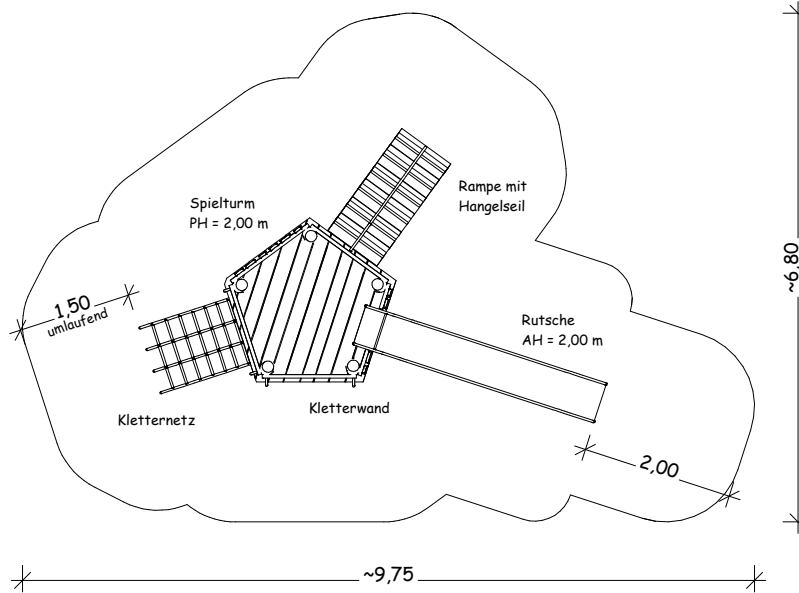 Rampe mit
Hangelseil
Spielturm
PH = 2,00 m
~6,80
1,50
umlaufend
Rutsche
AH = 2,00 m
Kletterwand
Kletternetz
2,00
~9,75